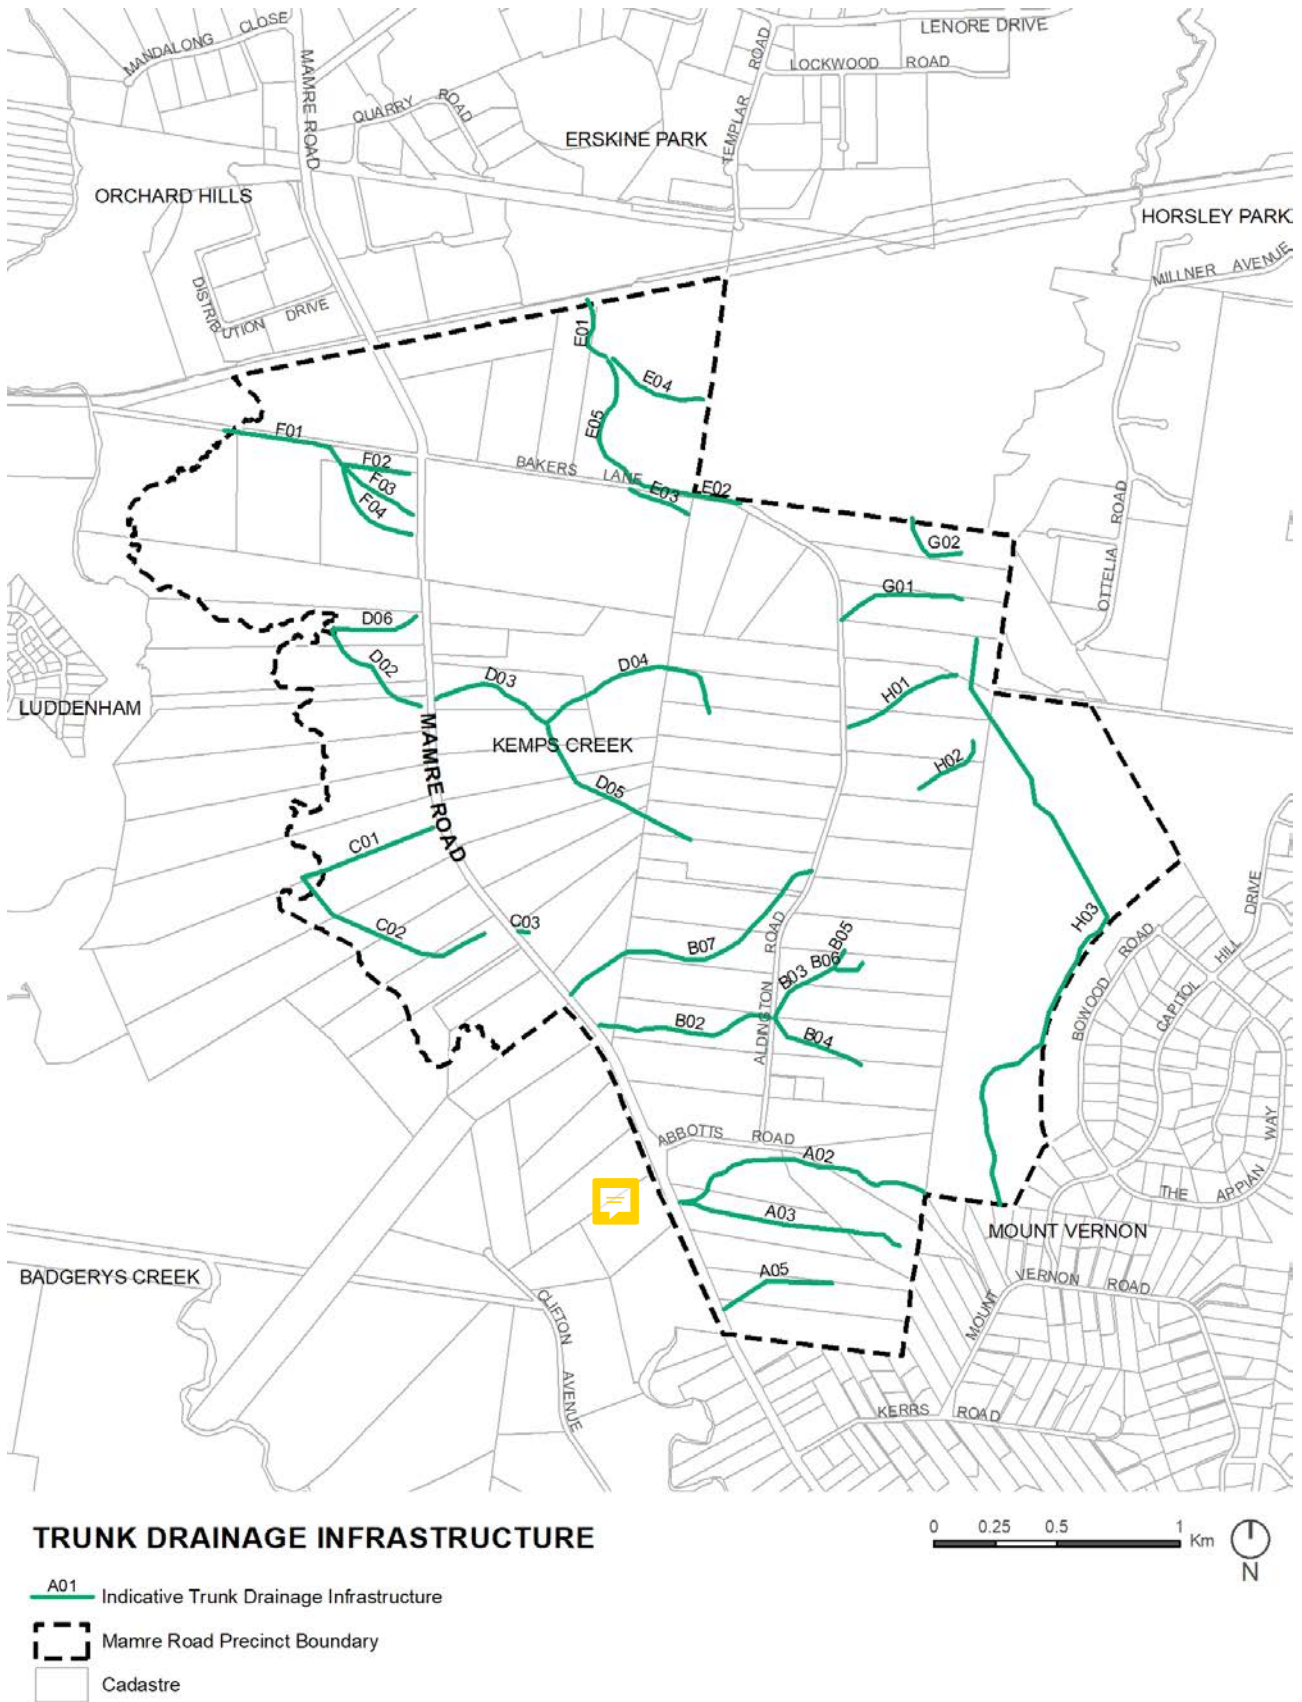 LENORE DRIVE
MANDALONG CLOSE
LOCKWOOD ROAD
MAMRE ROAD
QUARRY ROAD
TEMPLAR ROAD
ERSKINE PARK
ORCHARD HILLS
HORSLEY PARK
MILLNER AVENUE
DISTRIBUTION DRIVE
E01
E04
E05
F01
F02
F03
F04
BAKERS LANE
E03
E02
OTTELIA ROAD
G02
G01
D06
D02
D03
D04
H01
LUDDENHAM
MAMRE ROAD
KEMPS CREEK
H02
D05
C01
C02
C03
B07
ALDINGTON ROAD
B05
B06
B03
B02
B04
H03
BOWOOD ROAD
CAPITOL HILL DRIVE
ABBOTTS ROAD
A02
A03
THE APPIAN WAY
MOUNT VERNON
BADGERYS CREEK
A05
MOUNT VERNON ROAD
CLIFTON AVENUE
KERRS ROAD
TRUNK DRAINAGE INFRASTRUCTURE
0 0.25 0.5 1 Km
N
A01 Indicative Trunk Drainage Infrastructure
Mamre Road Precinct Boundary
Cadastre